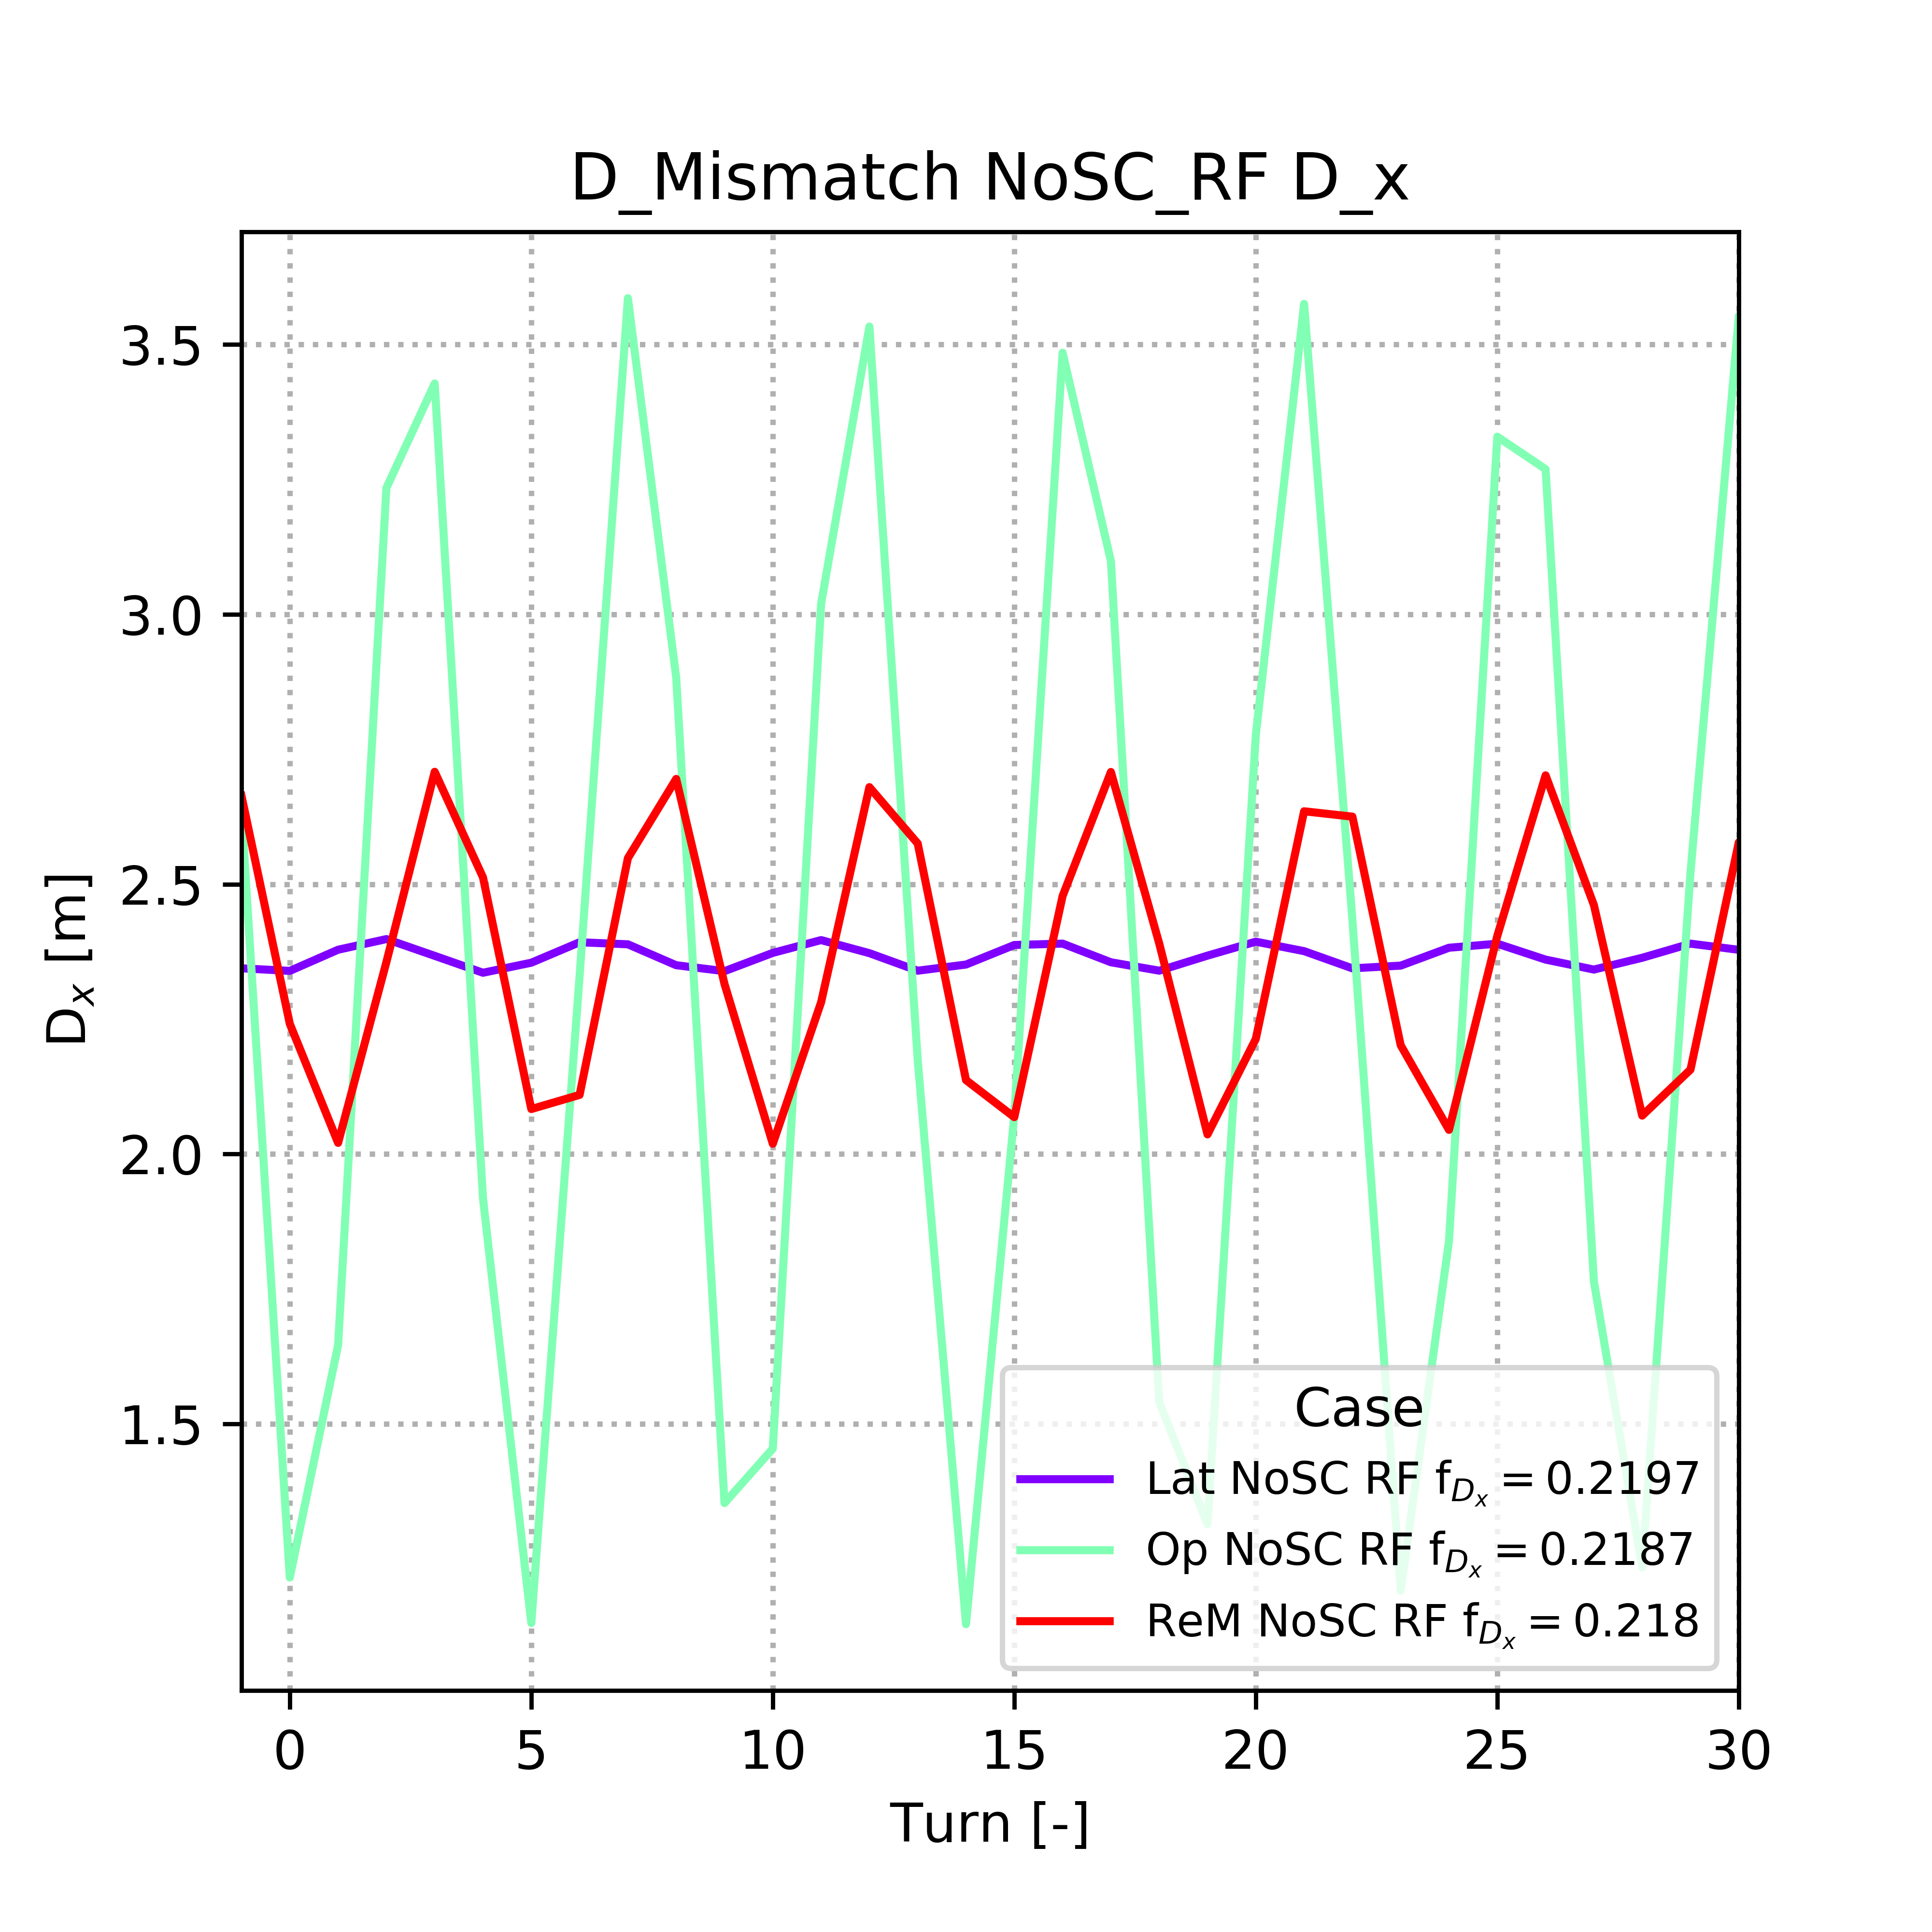 D_Mismatch NoSC_RF D_x
3.5
3.0
2.5
2.0
1.5
D_x [m]
0 5 10 15 20 25 30
Turn [-]
Case
Lat NoSC RF f_{D_x} = 0.2197
Op NoSC RF f_{D_x} = 0.2187
ReM NoSC RF f_{D_x} = 0.218